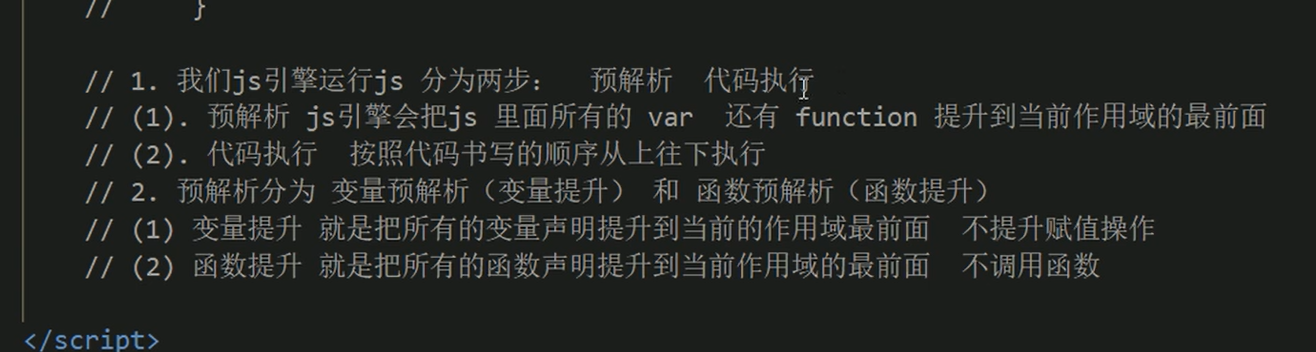 // }
// 1. 我们js引擎运行js 分为两步： 预解析 代码执行
// (1). 预解析 js引擎会把js 里面所有的 var 还有 function 提升到当前作用域的最前面
// (2). 代码执行 按照代码书写的顺序从上往下执行
// 2. 预解析分为 变量预解析（变量提升） 和 函数预解析（函数提升）
// (1) 变量提升 就是把所有的变量声明提升到当前的作用域最前面 不提升赋值操作
// (2) 函数提升 就是把所有的函数声明提升到当前作用域的最前面 不调用函数
</script>